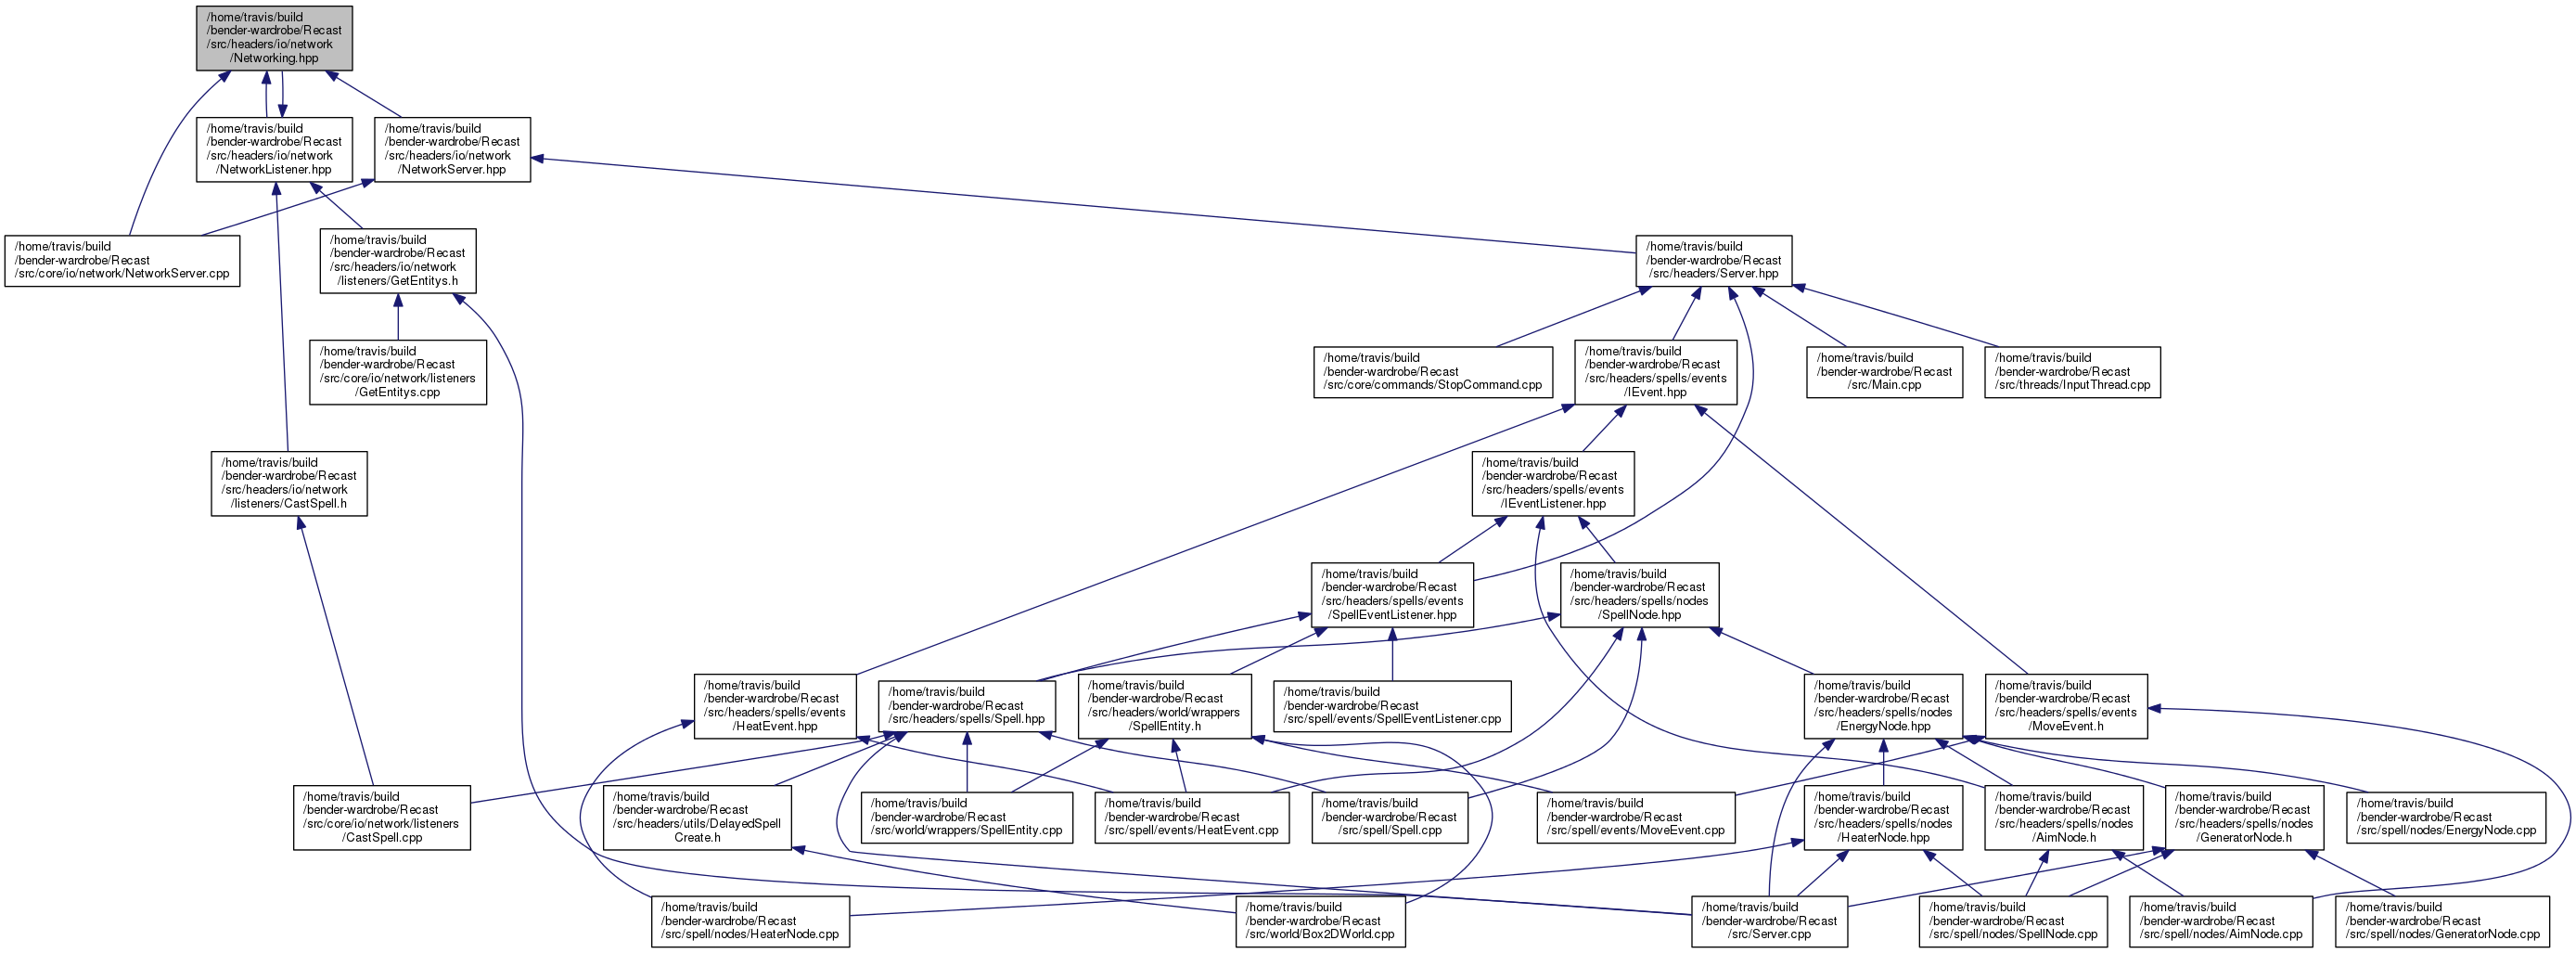 /home/travis/build
/bender-wardrobe/Recast
/src/headers/io/network
/Networking.hpp
/home/travis/build
/bender-wardrobe/Recast
/src/headers/io/network
/NetworkListener.hpp
/home/travis/build
/bender-wardrobe/Recast
/src/headers/io/network
/NetworkServer.hpp
/home/travis/build
/bender-wardrobe/Recast
/src/core/io/network/NetworkServer.cpp
/home/travis/build
/bender-wardrobe/Recast
/src/headers/io/network
/listeners/GetEntitys.h
/home/travis/build
/bender-wardrobe/Recast
/src/headers/Server.hpp
/home/travis/build
/bender-wardrobe/Recast
/src/core/io/network/listeners
/GetEntitys.cpp
/home/travis/build
/bender-wardrobe/Recast
/src/core/commands/StopCommand.cpp
/home/travis/build
/bender-wardrobe/Recast
/src/headers/spells/events
/IEvent.hpp
/home/travis/build
/bender-wardrobe/Recast
/src/Main.cpp
/home/travis/build
/bender-wardrobe/Recast
/src/threads/InputThread.cpp
/home/travis/build
/bender-wardrobe/Recast
/src/headers/io/network
/listeners/CastSpell.h
/home/travis/build
/bender-wardrobe/Recast
/src/headers/spells/events
/IEventListener.hpp
/home/travis/build
/bender-wardrobe/Recast
/src/headers/spells/events
/SpellEventListener.hpp
/home/travis/build
/bender-wardrobe/Recast
/src/headers/spells/nodes
/SpellNode.hpp
/home/travis/build
/bender-wardrobe/Recast
/src/headers/spells/events
/HeatEvent.hpp
/home/travis/build
/bender-wardrobe/Recast
/src/headers/spells/Spell.hpp
/home/travis/build
/bender-wardrobe/Recast
/src/headers/world/wrappers
/SpellEntity.h
/home/travis/build
/bender-wardrobe/Recast
/src/spell/events/SpellEventListener.cpp
/home/travis/build
/bender-wardrobe/Recast
/src/headers/spells/nodes
/EnergyNode.hpp
/home/travis/build
/bender-wardrobe/Recast
/src/headers/spells/events
/MoveEvent.h
/home/travis/build
/bender-wardrobe/Recast
/src/core/io/network/listeners
/CastSpell.cpp
/home/travis/build
/bender-wardrobe/Recast
/src/headers/utils/DelayedSpell
Create.h
/home/travis/build
/bender-wardrobe/Recast
/src/world/wrappers/SpellEntity.cpp
/home/travis/build
/bender-wardrobe/Recast
/src/spell/events/HeatEvent.cpp
/home/travis/build
/bender-wardrobe/Recast
/src/spell/Spell.cpp
/home/travis/build
/bender-wardrobe/Recast
/src/spell/events/MoveEvent.cpp
/home/travis/build
/bender-wardrobe/Recast
/src/headers/spells/nodes
/HeaterNode.hpp
/home/travis/build
/bender-wardrobe/Recast
/src/headers/spells/nodes
/AimNode.h
/home/travis/build
/bender-wardrobe/Recast
/src/headers/spells/nodes
/GeneratorNode.h
/home/travis/build
/bender-wardrobe/Recast
/src/spell/nodes/EnergyNode.cpp
/home/travis/build
/bender-wardrobe/Recast
/src/spell/nodes/HeaterNode.cpp
/home/travis/build
/bender-wardrobe/Recast
/src/world/Box2DWorld.cpp
/home/travis/build
/bender-wardrobe/Recast
/src/Server.cpp
/home/travis/build
/bender-wardrobe/Recast
/src/spell/nodes/SpellNode.cpp
/home/travis/build
/bender-wardrobe/Recast
/src/spell/nodes/AimNode.cpp
/home/travis/build
/bender-wardrobe/Recast
/src/spell/nodes/GeneratorNode.cpp